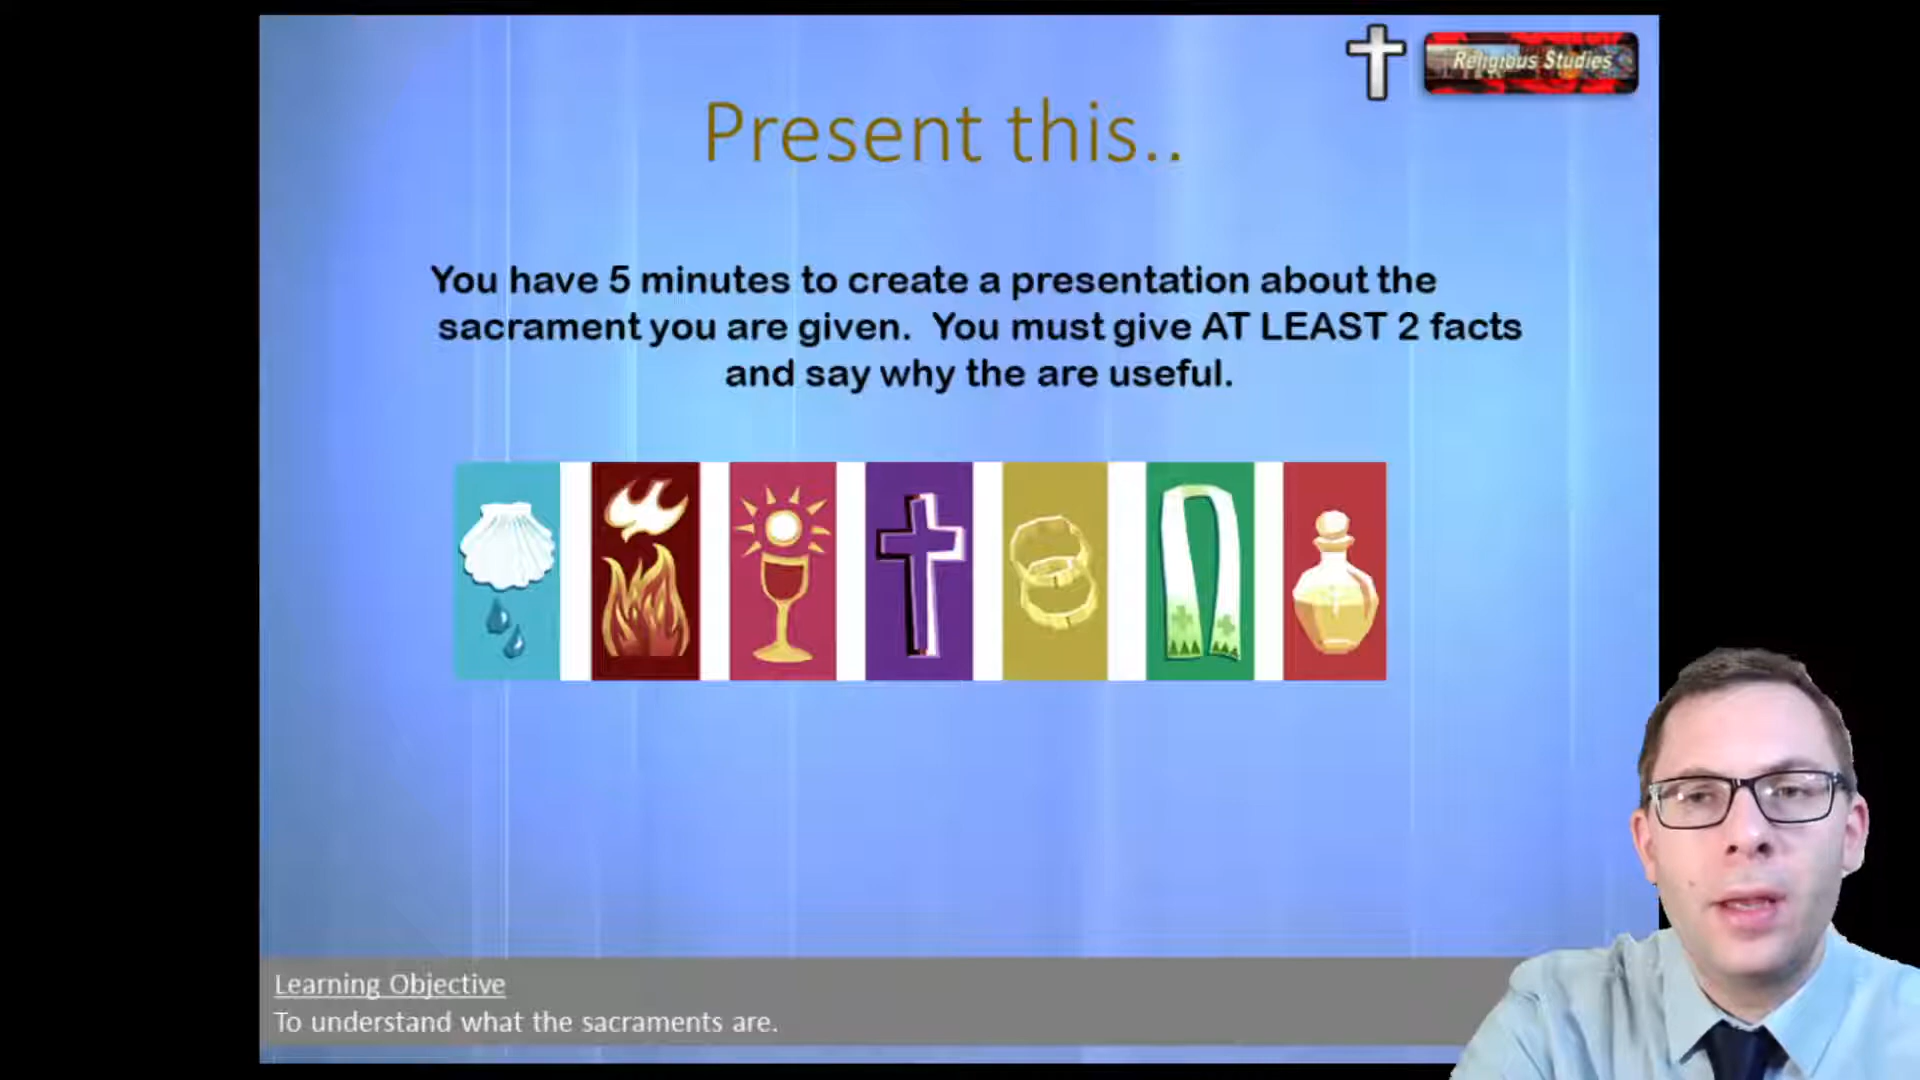 Religious Studies
Present this..
You have 5 minutes to create a presentation about the
sacrament you are given. You must give AT LEAST 2 facts
and say why the are useful.
Learning Objective
To understand what the sacraments are.